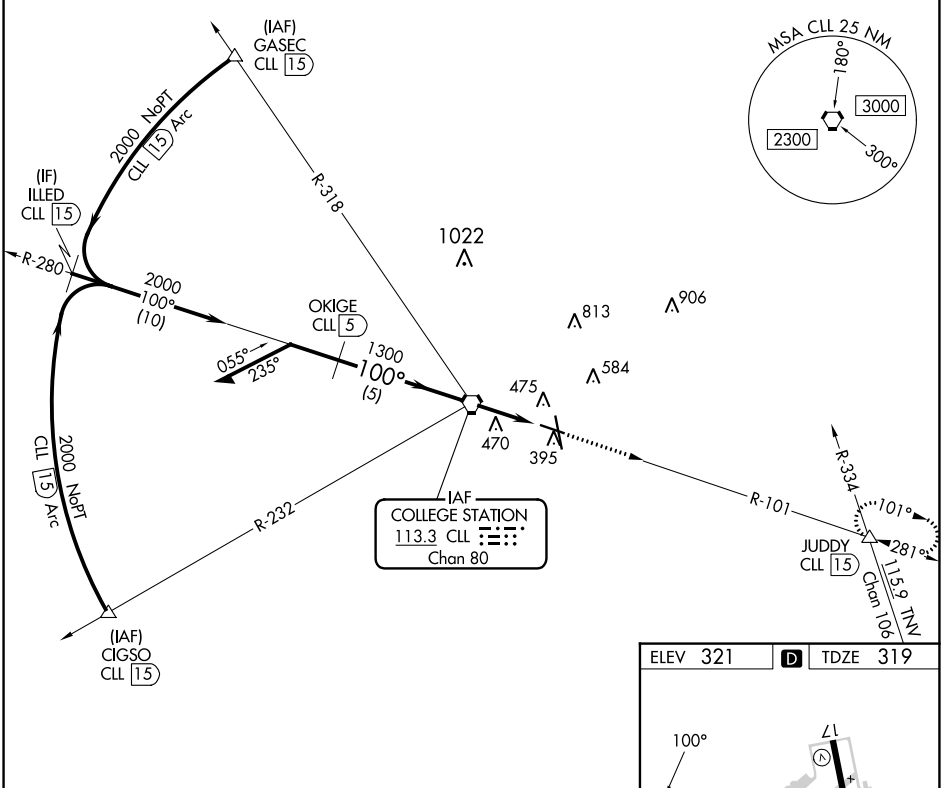 (IAF)
GASEC
CLL 15
2000 NoPT
CLL 15 Arc
(IF)
ILLED
CLL 15
R-280
2000
100°
(10)
R-318
OKIGE
CLL 5
055°
235°
1300
100°
(5)
1022
813
906
584
475
470
395
MSA CLL 25 NM
180°
3000
2300
300°
2000 NoPT
CLL 15 Arc
R-232
IAF
COLLEGE STATION
113.3 CLL
Chan 80
R-101
R-334
101°
281°
JUDDY
CLL 15
115.9 TNV
Chan 106
(IAF)
CIGSO
CLL 15
ELEV 321 D TDZE 319
100°
17
V
x